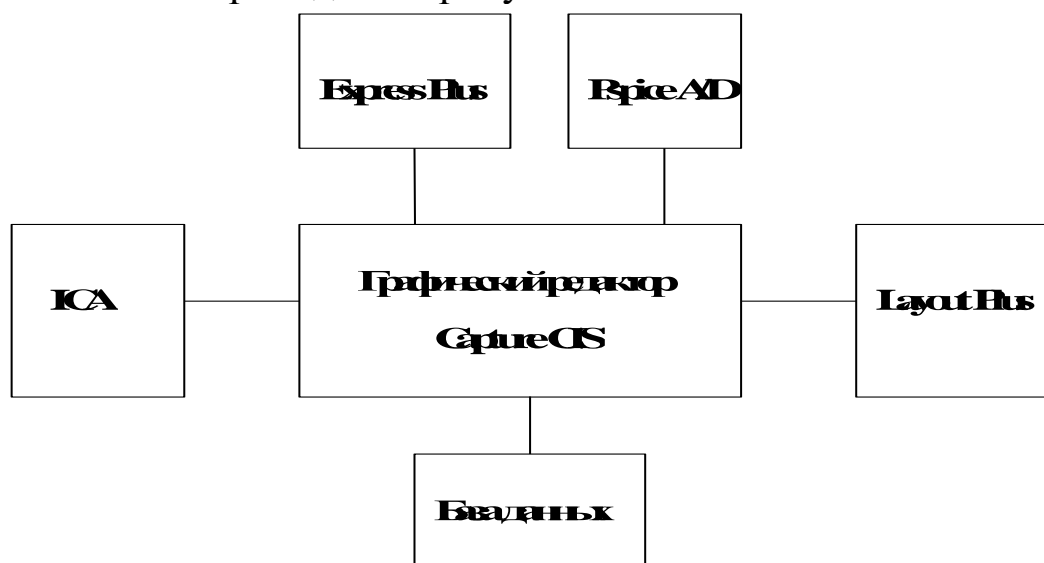 Express Plus
Pspice A/D
ICA
Графический редактор
Capture CIS
Layout Plus
База данных